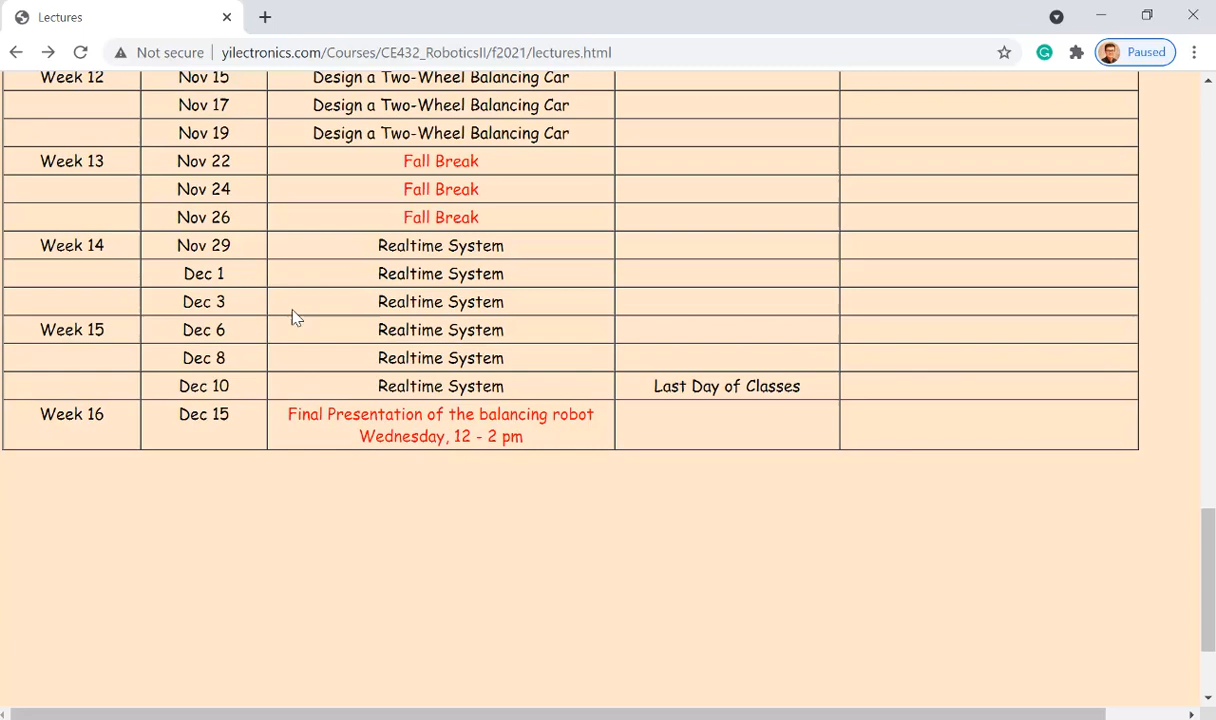 Lectures
Not secure yilectronics.com/Courses/CE432_RoboticsII/f2021/lectures.html Paused
Week 12 Nov 15 Design a Two-Wheel Balancing Car
Nov 17 Design a Two-Wheel Balancing Car
Nov 19 Design a Two-Wheel Balancing Car
Week 13 Nov 22 Fall Break
Nov 24 Fall Break
Nov 26 Fall Break
Week 14 Nov 29 Realtime System
Dec 1 Realtime System
Dec 3 Realtime System
Week 15 Dec 6 Realtime System
Dec 8 Realtime System
Dec 10 Realtime System Last Day of Classes
Week 16 Dec 15 Final Presentation of the balancing robot
Wednesday, 12 - 2 pm